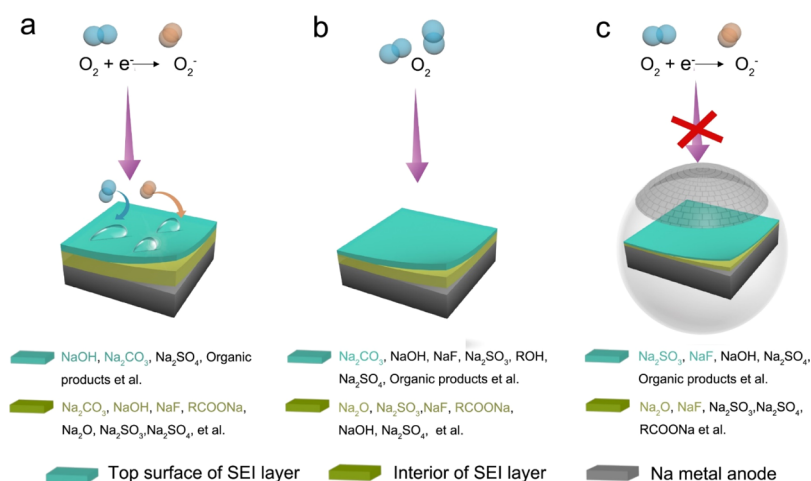 a
b
c
O₂ + e⁻ → O₂⁻
O₂
O₂ + e⁻ → O₂⁻
NaOH, Na₂CO₃, Na₂SO₄, Organic
products et al.
Na₂CO₃, NaOH, NaF, RCOONa,
Na₂O, Na₂SO₃,Na₂SO₄, et al.
Na₂CO₃, NaOH, NaF, Na₂SO₃, ROH,
Na₂SO₄, Organic products et al.
Na₂O, Na₂SO₃,NaF, RCOONa,
NaOH, Na₂SO₄, et al.
Na₂SO₃, NaF, NaOH, Na₂SO₄,
Organic products et al.
Na₂O, NaF, Na₂SO₃,Na₂SO₄,
RCOONa et al.
Top surface of SEI layer
Interior of SEI layer
Na metal anode